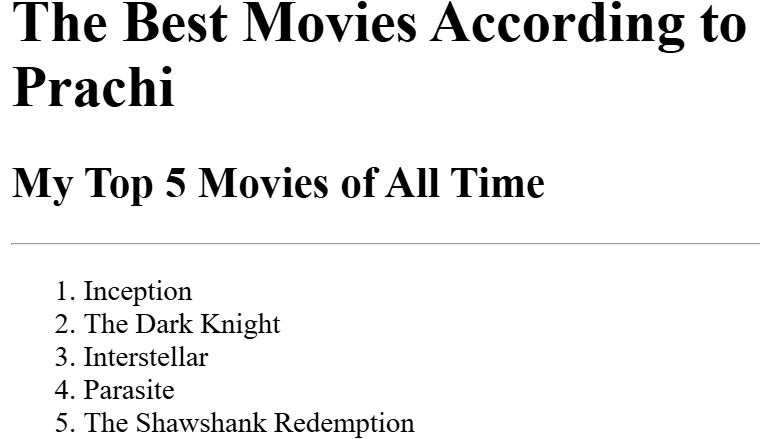 The Best Movies According to
Prachi
My Top 5 Movies of All Time
1. Inception
2. The Dark Knight
3. Interstellar
4. Parasite
5. The Shawshank Redemption